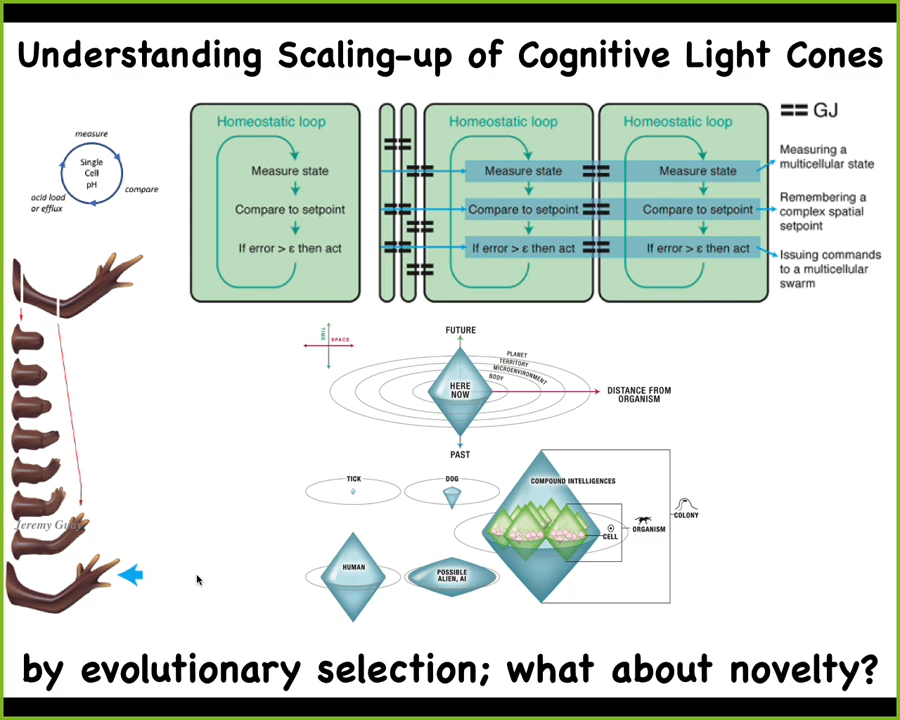 Understanding Scaling-up of Cognitive Light Cones
measure
Single
Cell
pH
compare
acid load
or efflux
Homeostatic loop
Measure state
Compare to setpoint
If error > ε then act
Homeostatic loop
Measure state
Compare to setpoint
If error > ε then act
Homeostatic loop
Measure state
Compare to setpoint
If error > ε then act
GJ
Measuring a
multicellular state
Remembering a
complex spatial
setpoint
Issuing commands
to a multicellular
swarm
TIME
SPACE
FUTURE
PLANET
TERRITORY
MICROENVIRONMENT
BODY
HERE
NOW
DISTANCE FROM
ORGANISM
PAST
TICK
DOG
HUMAN
POSSIBLE
ALIEN, AI
COMPOUND INTELLIGENCES
CELL
ORGANISM
COLONY
Jeremy Guay
by evolutionary selection; what about novelty?